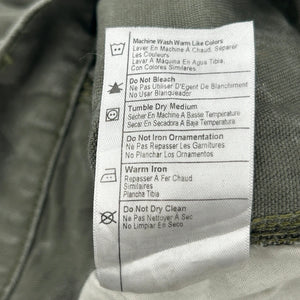 Machine Wash Warm Like Colors
Laver En Machine À Chaud, Séparer
Les Couleurs
Lavar A Máquina En Agua Tibia,
Con Colores Similares
Do Not Bleach
Ne Pas Utiliser D'Egent De Blanchiment
No Usar Blanqueador
Tumble Dry Medium
Sécher En Machine A Basse Temperature
Secar En Secadora A Baja Temperatura
Do Not Iron Ornamentation
Ne Pas Repasser Les Garnitures
No Planchar Los Ornamentos
Warm Iron
Repasser A Fer Chaud
Similaires
Plancha Tibia
Do Not Dry Clean
Ne Pas Nettoyer A Sec
No Limpiar En Seco